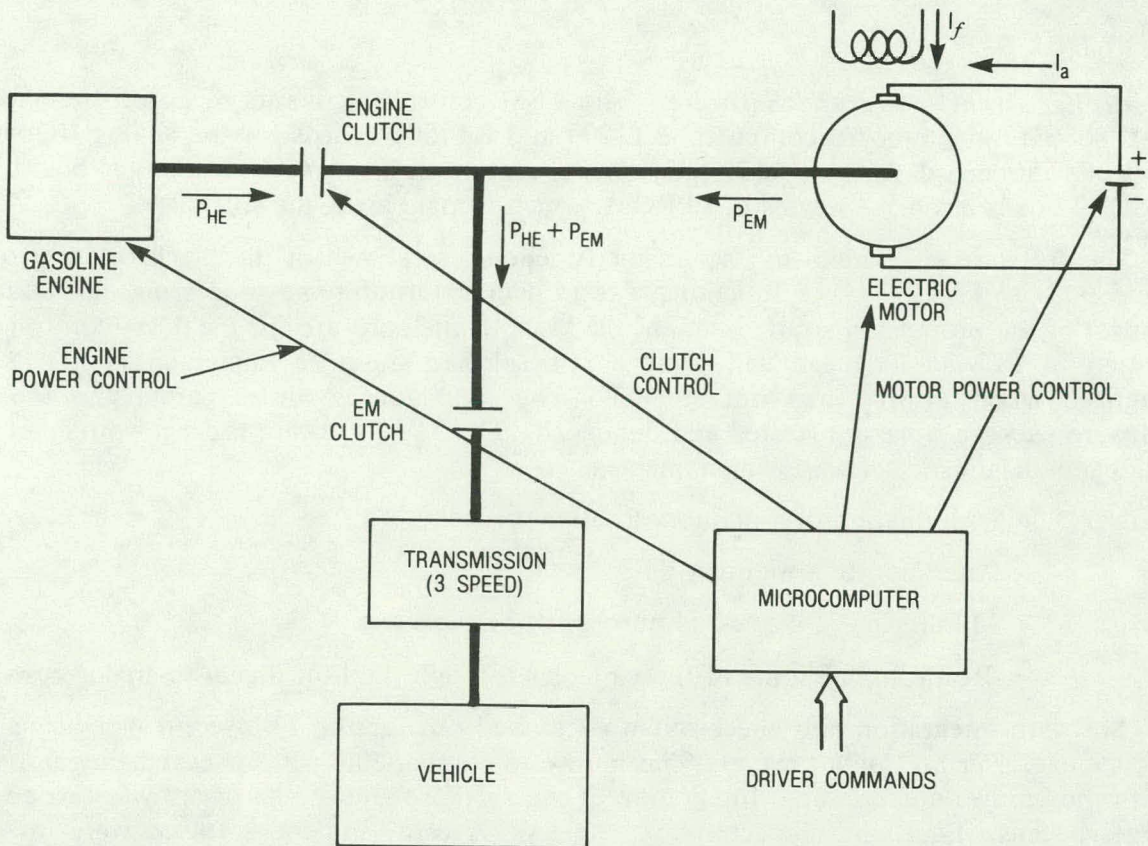 I_f
I_a
ENGINE
CLUTCH
+
−
P_HE
P_HE + P_EM
P_EM
GASOLINE
ENGINE
ELECTRIC
MOTOR
ENGINE
POWER CONTROL
CLUTCH
CONTROL
MOTOR POWER CONTROL
EM
CLUTCH
TRANSMISSION
(3 SPEED)
MICROCOMPUTER
VEHICLE
DRIVER COMMANDS